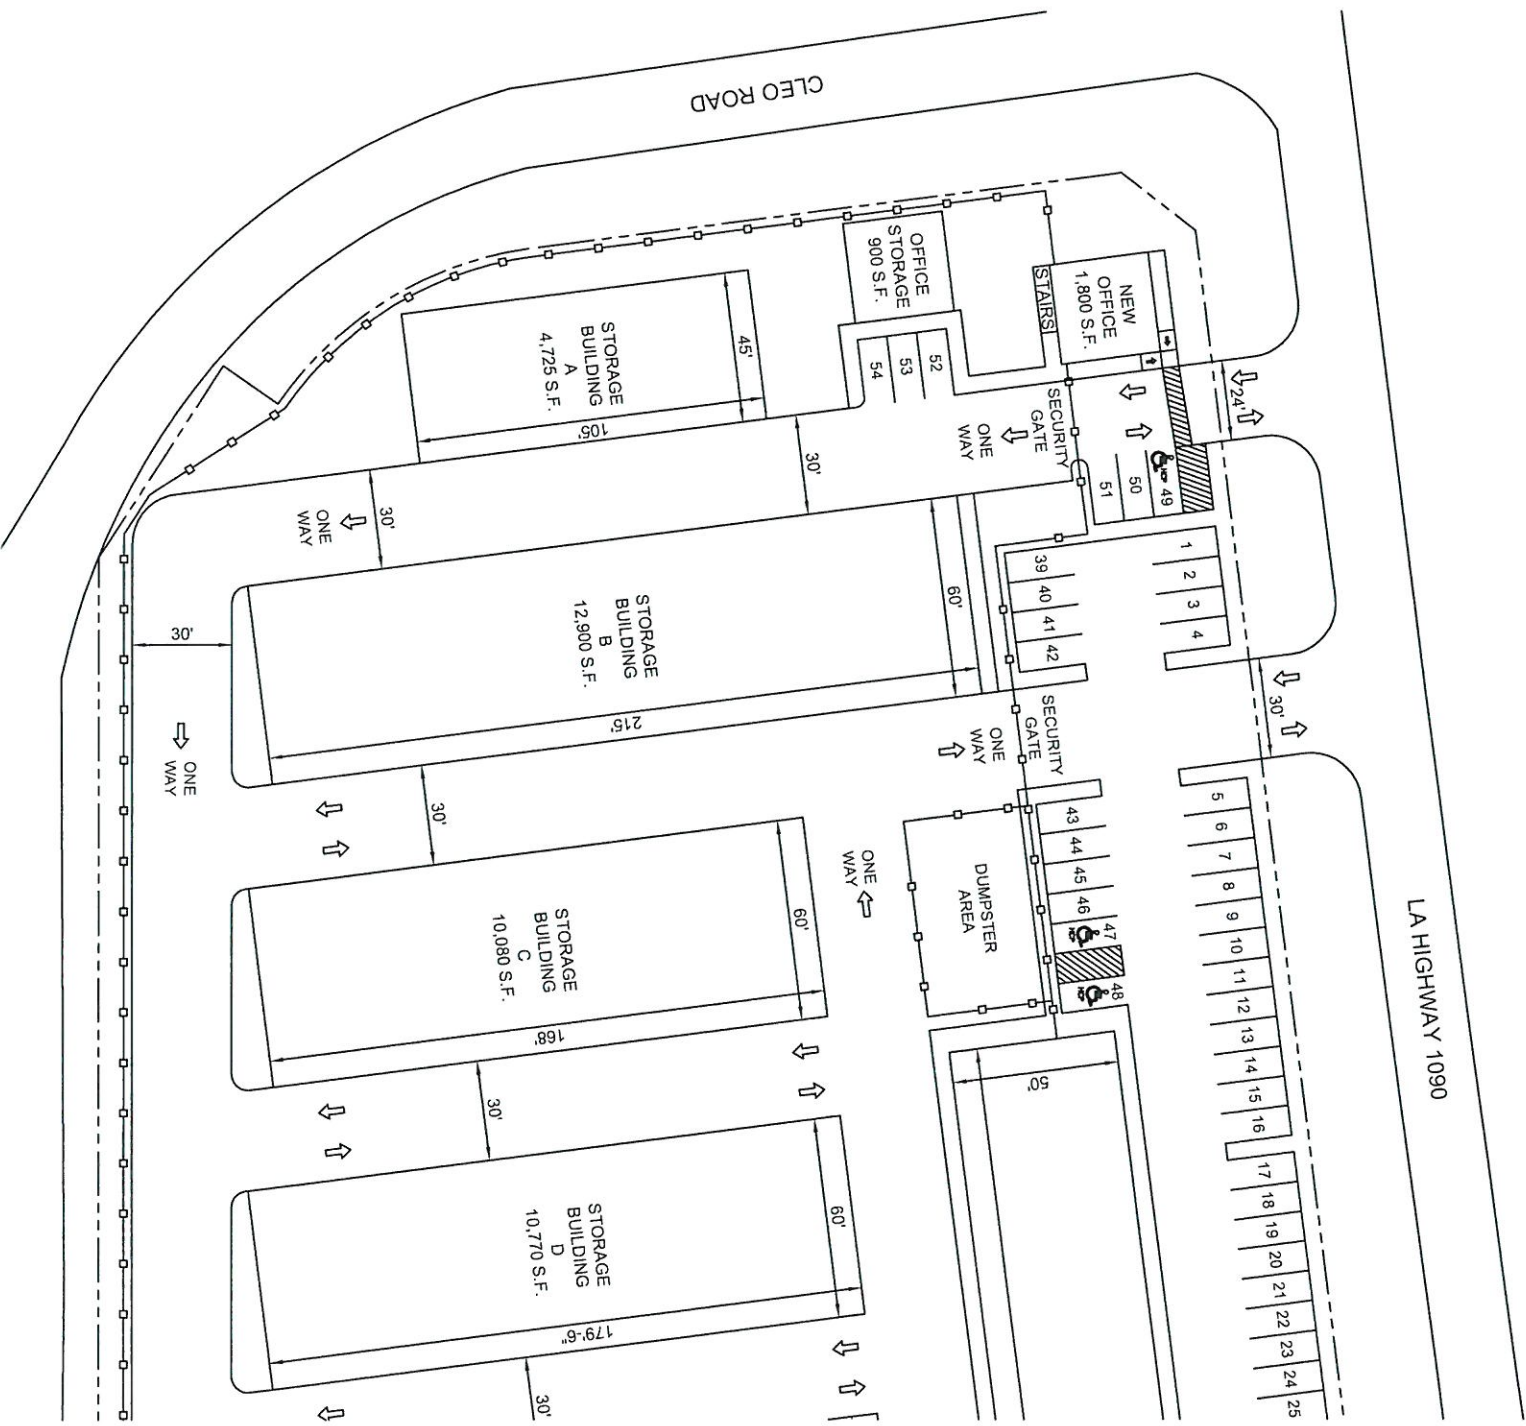 CLEO ROAD
LA HIGHWAY 1090
OFFICE
STORAGE
900 S.F.
NEW
OFFICE
1,800 S.F.
STAIRS
24'
52
53
54
SECURITY
GATE
ONE
WAY
HCP
49
50
51
STORAGE
BUILDING
A
4,725 S.F.
45'
105'
30'
30'
ONE
WAY
STORAGE
BUILDING
B
12,900 S.F.
60'
215'
30'
ONE
WAY
1
2
3
4
39
40
41
42
30'
SECURITY
GATE
ONE
WAY
5
6
7
8
9
10
11
12
13
14
15
16
17
18
19
20
21
22
23
24
25
43
44
45
46
47
HCP
48
HCP
DUMPSTER
AREA
ONE
WAY
50'
30'
STORAGE
BUILDING
C
10,080 S.F.
60'
168'
30'
STORAGE
BUILDING
D
10,770 S.F.
60'
179'-6"
30'